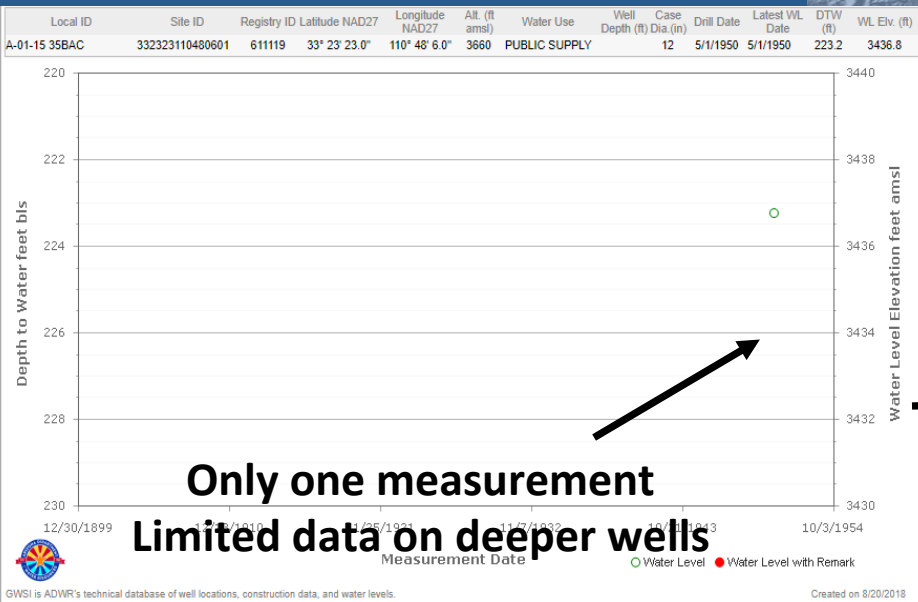 Local ID Site ID Registry ID Latitude NAD27 Longitude NAD27 Alt. (ft amsl) Water Use Well Depth (ft) Case Dia.(in) Drill Date Latest WL Date DTW (ft) WL Elv. (ft)
A-01-15 35BAC 332323110480601 611119 33° 23' 23.0" 110° 48' 6.0" 3660 PUBLIC SUPPLY 12 5/1/1950 5/1/1950 223.2 3436.8
220 3440
222 3438
224 3436
226 3434
228 3432
230 3430
Depth to Water feet bls
Water Level Elevation feet amsl
Only one measurement
Limited data on deeper wells
12/30/1899 11/7/1932 10/3/1954
Measurement Date
Water Level Water Level with Remark
GWSI is ADWR's technical database of well locations, construction data, and water levels. Created on 8/20/2018